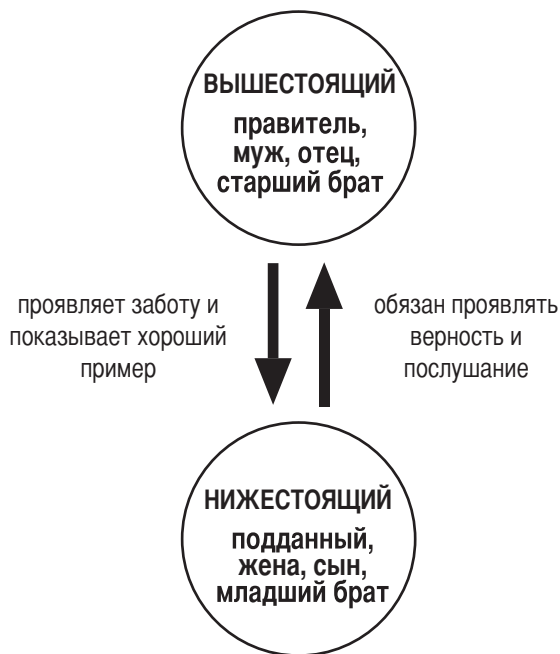 ВЫШЕСТОЯЩИЙ
правитель,
муж, отец,
старший брат
проявляет заботу и
показывает хороший
пример
обязан проявлять
верность и
послушание
НИЖЕСТОЯЩИЙ
подданный,
жена, сын,
младший брат